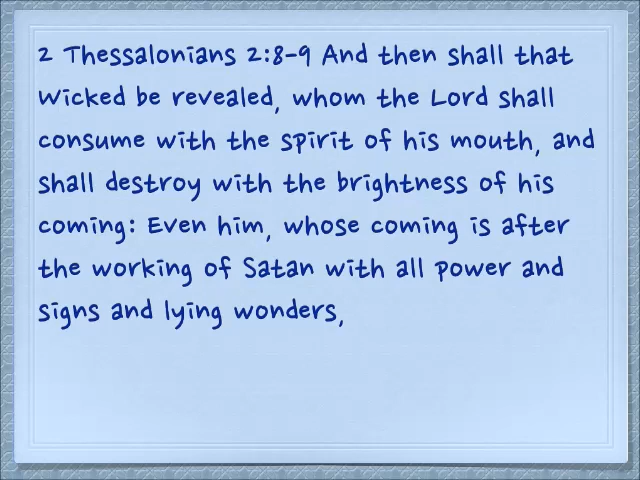 2 Thessalonians 2:8-9 And then shall that
Wicked be revealed, whom the Lord shall
consume with the spirit of his mouth, and
shall destroy with the brightness of his
coming: Even him, whose coming is after
the working of Satan with all power and
signs and lying wonders,